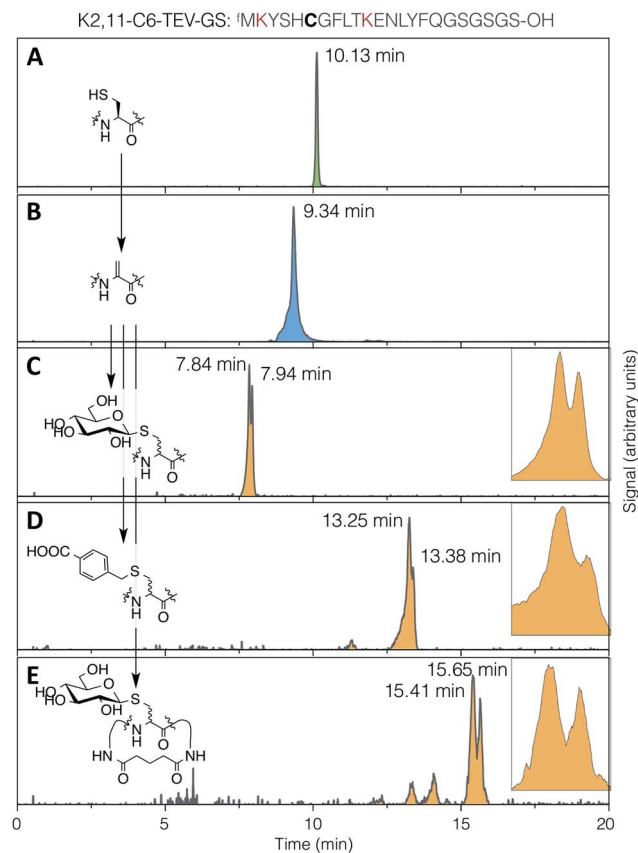 K2,11-C6-TEV-GS: ᶠMKYSHCGFLTKENLYFQGSGSGS-OH
A
10.13 min
HS
N
H
O
B
9.34 min
N
H
O
C
7.84 min
7.94 min
OH
O
HO
HO
S
OH
N
H
O
D
13.25 min
13.38 min
HOOC
S
N
H
O
E
15.65 min
15.41 min
OH
O
HO
HO
S
OH
N
H
O
HN
NH
O
O
0
5
10
15
20
Time (min)
Signal (arbitrary units)